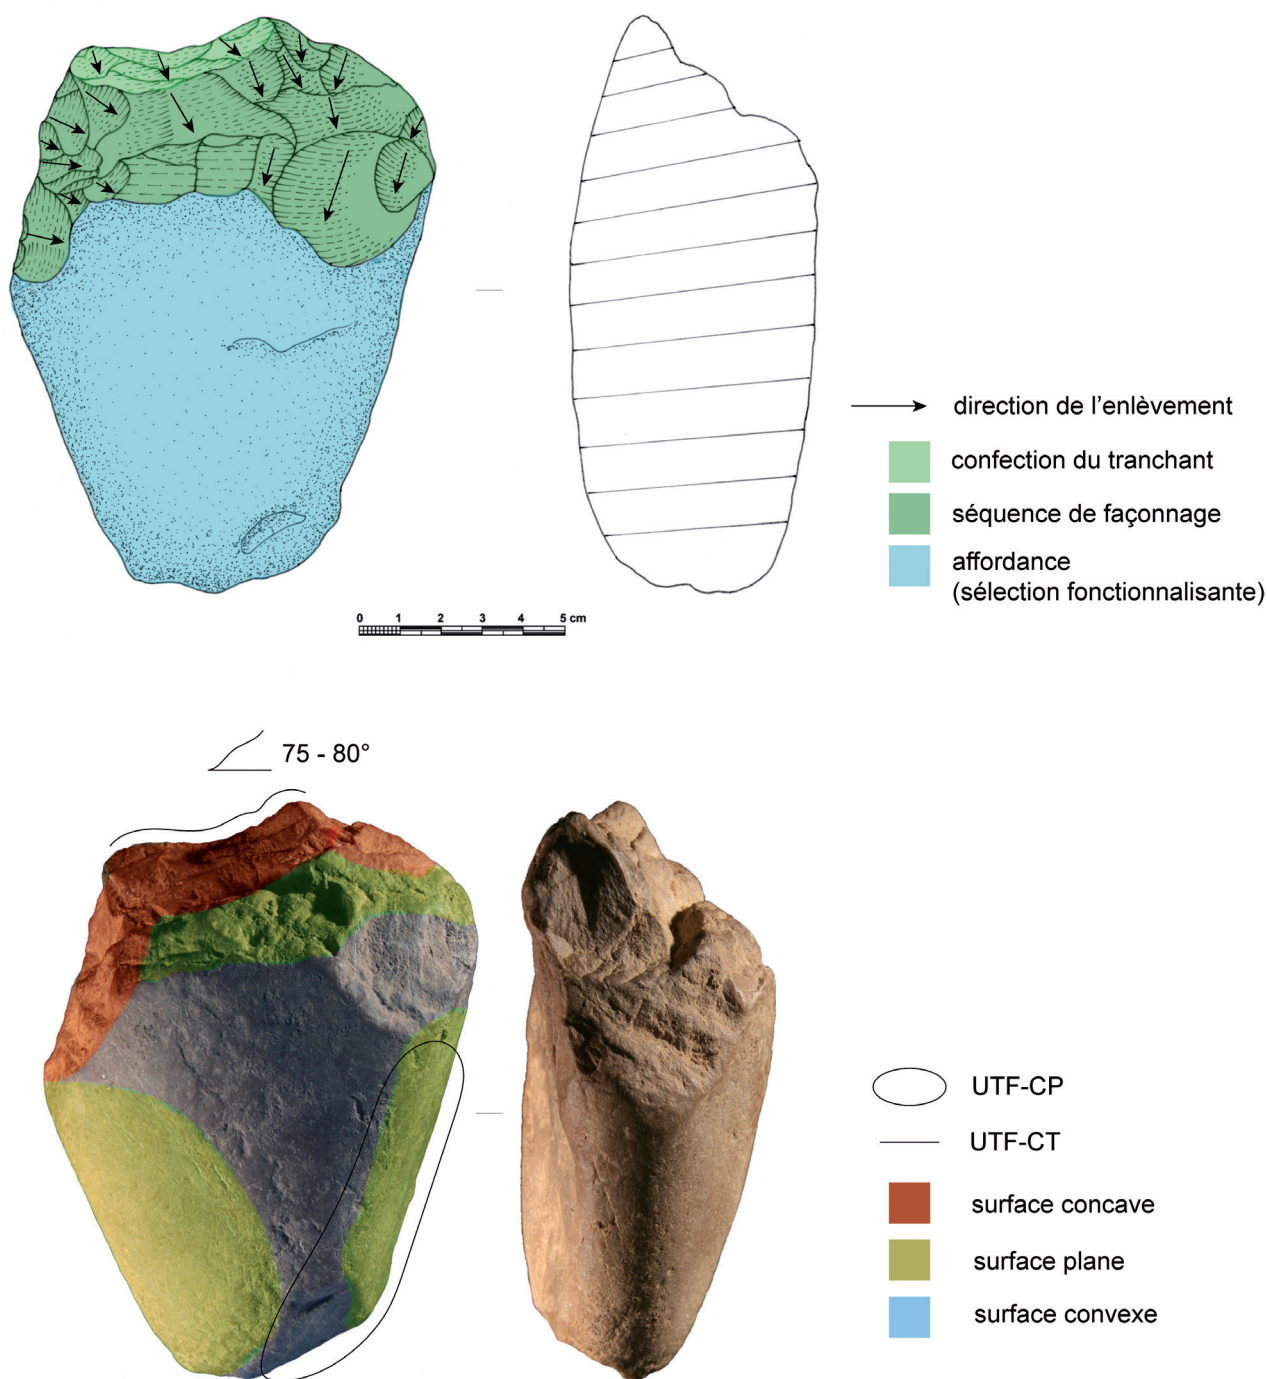 direction de l'enlèvement
confection du tranchant
séquence de façonnage
affordance
(sélection fonctionnalisante)
0 1 2 3 4 5 cm
75 - 80°
UTF-CP
UTF-CT
surface concave
surface plane
surface convexe